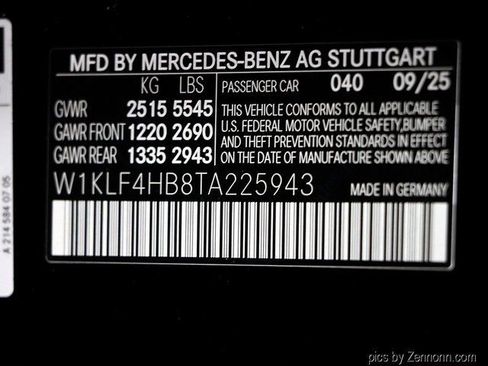 MFD BY MERCEDES-BENZ AG STUTTGART
KG LBS PASSENGER CAR 040 09/25
GVWR 2515 5545
GAWR FRONT 1220 2690
GAWR REAR 1335 2943
THIS VEHICLE CONFORMS TO ALL APPLICABLE
U.S. FEDERAL MOTOR VEHICLE SAFETY, BUMPER
AND THEFT PREVENTION STANDARDS IN EFFECT
ON THE DATE OF MANUFACTURE SHOWN ABOVE.
W1KLF4HB8TA225943 MADE IN GERMANY
A 214 584 07 05
pics by Zennonn.com